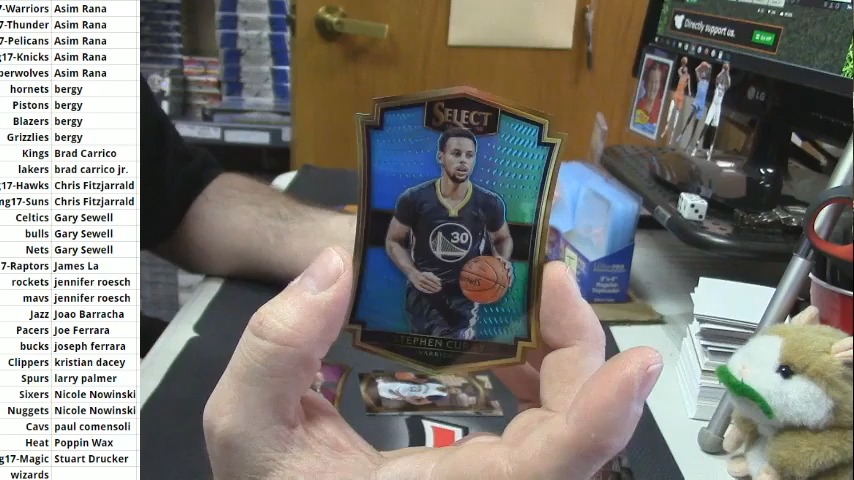 7-Warriors Asim Rana
7-Thunder Asim Rana
7-Pelicans Asim Rana
g17-Knicks Asim Rana
berwolves Asim Rana
hornets bergy
Pistons bergy
Blazers bergy
Grizzlies bergy
Kings Brad Carrico
lakers brad carrico jr.
g17-Hawks Chris Fitzjarrald
ng17-Suns Chris Fitzjarrald
Celtics Gary Sewell
bulls Gary Sewell
Nets Gary Sewell
7-Raptors James La
rockets jennifer roesch
mavs jennifer roesch
Jazz Joao Barracha
Pacers Joe Ferrara
bucks joseph ferrara
Clippers kristian dacey
Spurs larry palmer
Sixers Nicole Nowinski
Nuggets Nicole Nowinski
Cavs paul comensoli
Heat Poppin Wax
g17-Magic Stuart Drucker
wizards
SELECT
30
STEPHEN CURRY
WARRIORS
Directly support us.
LG